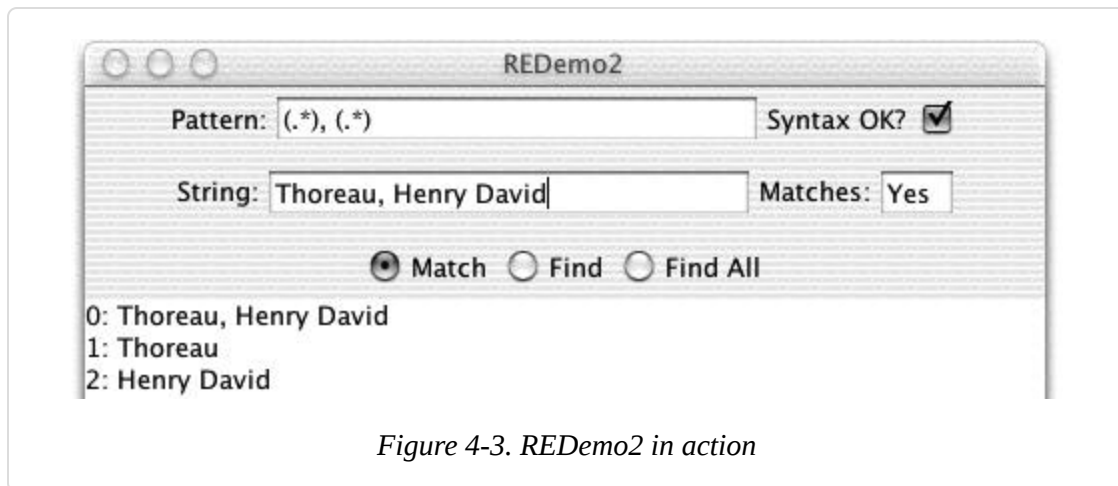 REDemo2
Pattern: (.*), (.*) Syntax OK?
String: Thoreau, Henry David Matches: Yes
Match Find Find All
0: Thoreau, Henry David
1: Thoreau
2: Henry David
Figure 4-3. REDemo2 in action